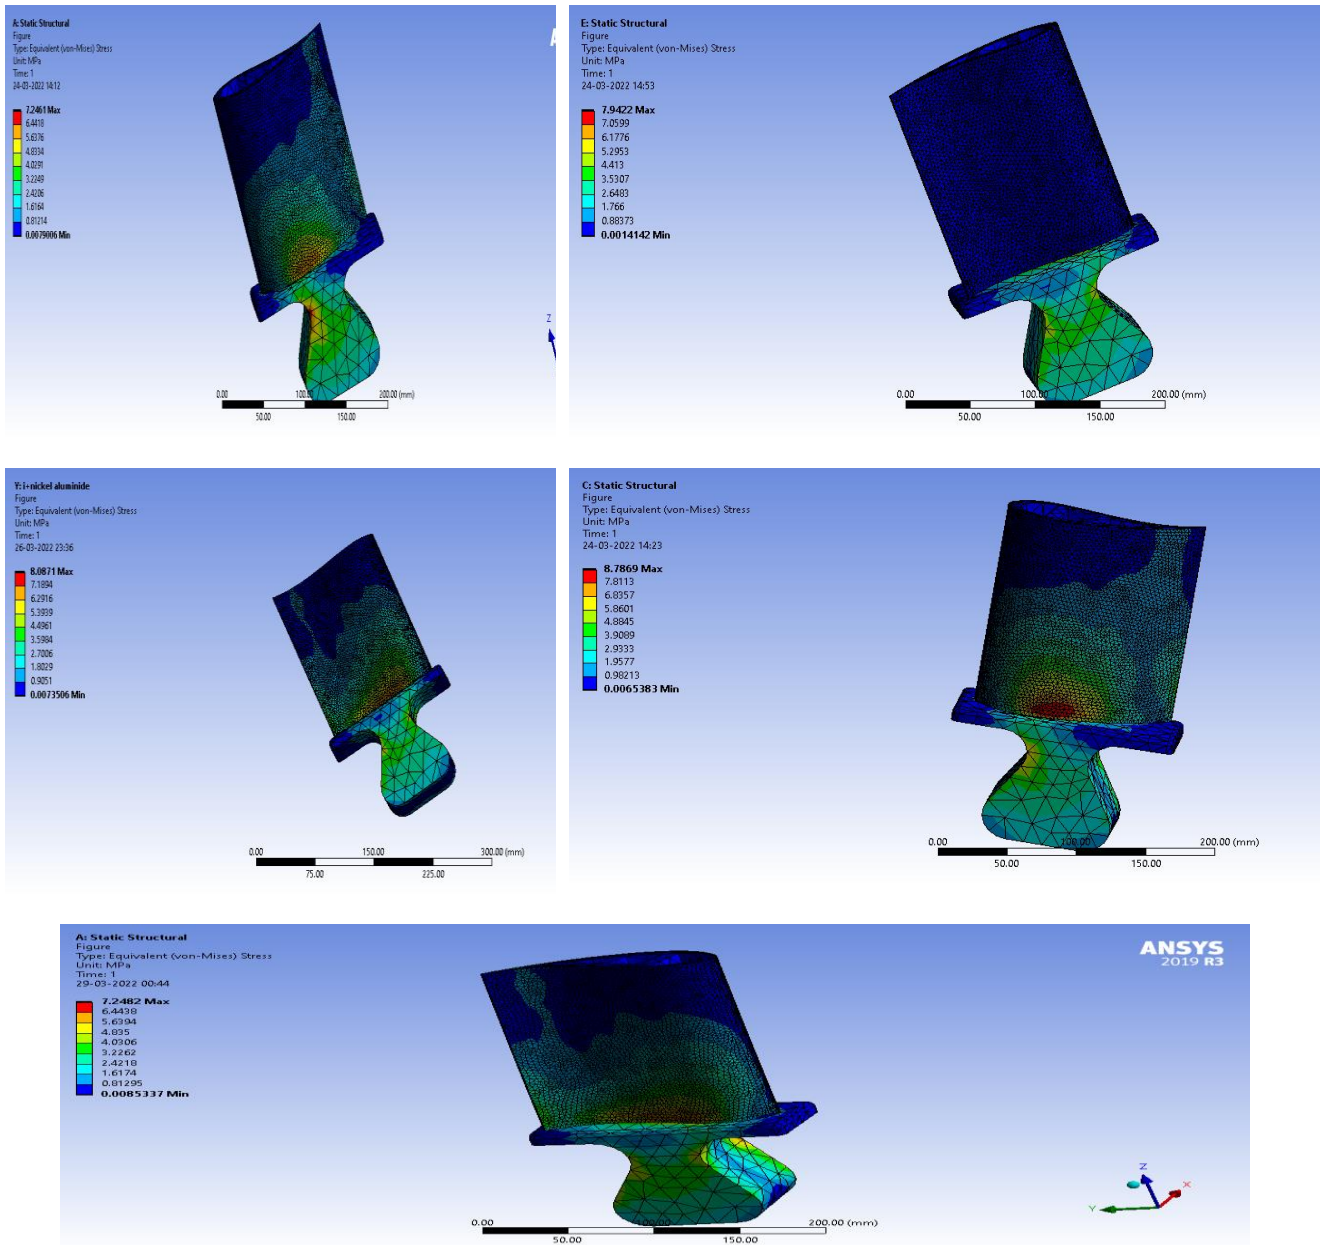 A: Static Structural
Figure
Type: Equivalent (von-Mises) Stress
Unit: MPa
Time: 1
24-03-2022 14:12
7.2461 Max
6.4418
5.6376
4.8334
4.0291
3.2249
2.4206
1.6164
0.81214
0.0079006 Min
Z
0.00 100.00 200.00 (mm)
50.00 150.00
E: Static Structural
Figure
Type: Equivalent (von-Mises) Stress
Unit: MPa
Time: 1
24-03-2022 14:53
7.9422 Max
7.0599
6.1776
5.2953
4.413
3.5307
2.6483
1.766
0.88373
0.0014142 Min
0.00 100.00 200.00 (mm)
50.00 150.00
Y: i+nickel aluminide
Figure
Type: Equivalent (von-Mises) Stress
Unit: MPa
Time: 1
26-03-2022 23:36
8.0871 Max
7.1894
6.2916
5.3939
4.4961
3.5984
2.7006
1.8029
0.9051
0.0073506 Min
0.00 150.00 300.00 (mm)
75.00 225.00
C: Static Structural
Figure
Type: Equivalent (von-Mises) Stress
Unit: MPa
Time: 1
24-03-2022 14:23
8.7869 Max
7.8113
6.8357
5.8601
4.8845
3.9089
2.9333
1.9577
0.98213
0.0065383 Min
0.00 100.00 200.00 (mm)
50.00 150.00
A: Static Structural
Figure
Type: Equivalent (von-Mises) Stress
Unit: MPa
Time: 1
29-03-2022 00:44
7.2482 Max
6.4438
5.6394
4.835
4.0306
3.2262
2.4218
1.6174
0.81295
0.0085337 Min
ANSYS
2019 R3
Z
X
Y
0.00 100.00 200.00 (mm)
50.00 150.00